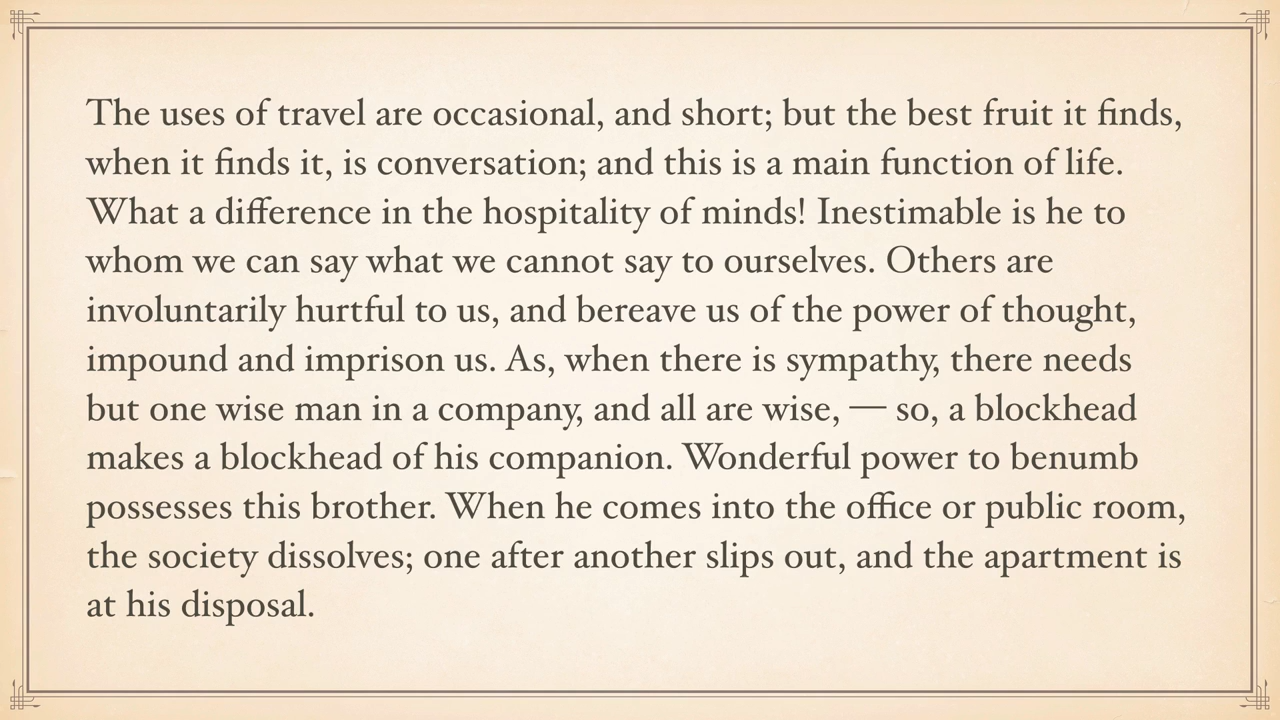 The uses of travel are occasional, and short; but the best fruit it finds,
when it finds it, is conversation; and this is a main function of life.
What a difference in the hospitality of minds! Inestimable is he to
whom we can say what we cannot say to ourselves. Others are
involuntarily hurtful to us, and bereave us of the power of thought,
impound and imprison us. As, when there is sympathy, there needs
but one wise man in a company, and all are wise, — so, a blockhead
makes a blockhead of his companion. Wonderful power to benumb
possesses this brother. When he comes into the office or public room,
the society dissolves; one after another slips out, and the apartment is
at his disposal.